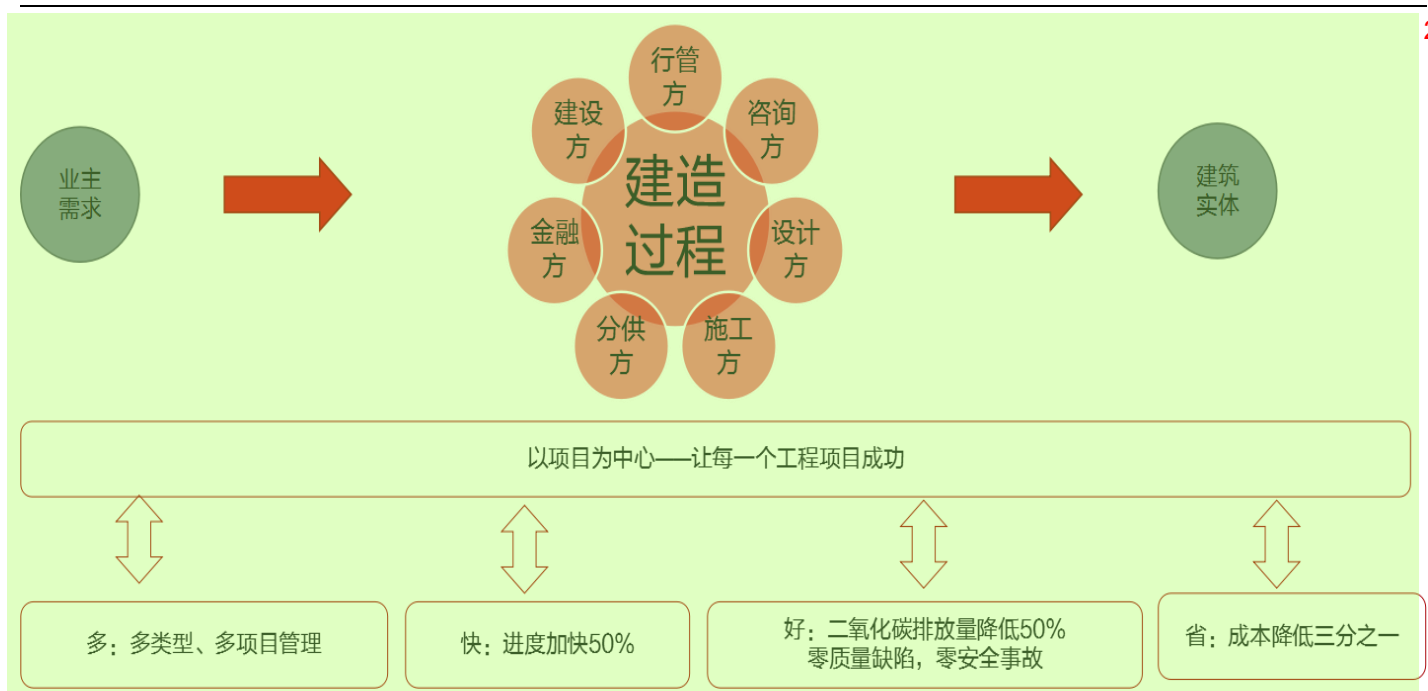 行管
方
建设
方
咨询
方
业主
需求
建造
过程
建筑
实体
金融
方
设计
方
分供
方
施工
方
以项目为中心——让每一个工程项目成功
多：多类型、多项目管理
快：进度加快50%
好：二氧化碳排放量降低50%
零质量缺陷，零安全事故
省：成本降低三分之一